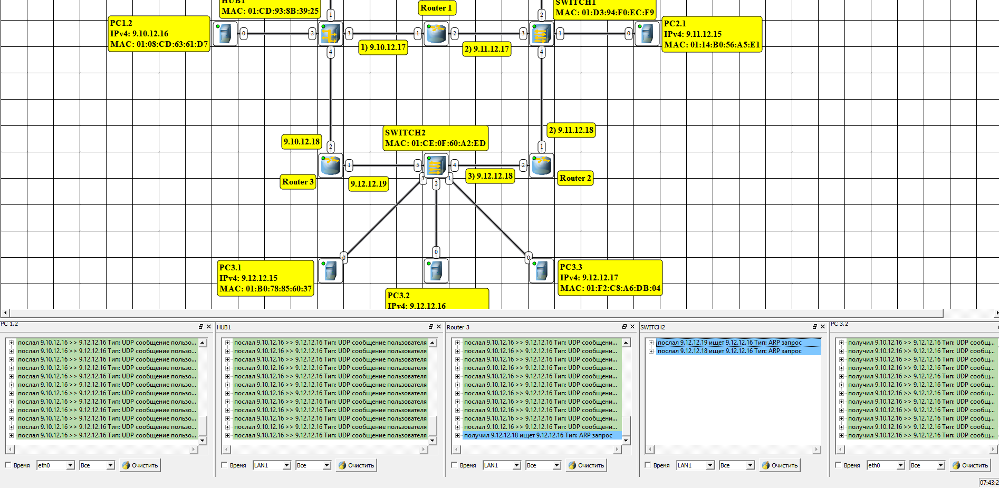 HUB1
MAC: 01:CD:93:8B:39:25
Router 1
SWITCH1
MAC: 01:D3:94:F0:EC:F9
PC1.2
IPv4: 9.10.12.16
MAC: 01:08:CD:63:61:D7
PC2.1
IPv4: 9.11.12.15
MAC: 01:14:B0:56:A5:E1
1
0
2
3
4
1
2
2
3
1
4
0
1) 9.10.12.17
2) 9.11.12.17
9.10.12.18
2
SWITCH2
MAC: 01:CE:0F:60:A2:ED
2) 9.11.12.18
1
1
5
4
2
3
2
1
Router 3
9.12.12.19
3) 9.12.12.18
Router 2
0
0
0
PC3.1
IPv4: 9.12.12.15
MAC: 01:B0:78:85:60:37
PC3.2
IPv4: 9.12.12.16
PC3.3
IPv4: 9.12.12.17
MAC: 01:F2:C8:A6:DB:04
PC 1.2
послал 9.10.12.16 >> 9.12.12.16 Тип: UDP сообщение пользо...
послал 9.10.12.16 >> 9.12.12.16 Тип: UDP сообщение пользо...
послал 9.10.12.16 >> 9.12.12.16 Тип: UDP сообщение пользо...
послал 9.10.12.16 >> 9.12.12.16 Тип: UDP сообщение пользо...
послал 9.10.12.16 >> 9.12.12.16 Тип: UDP сообщение пользо...
послал 9.10.12.16 >> 9.12.12.16 Тип: UDP сообщение пользо...
послал 9.10.12.16 >> 9.12.12.16 Тип: UDP сообщение пользо...
послал 9.10.12.16 >> 9.12.12.16 Тип: UDP сообщение пользо...
послал 9.10.12.16 >> 9.12.12.16 Тип: UDP сообщение пользо...
послал 9.10.12.16 >> 9.12.12.16 Тип: UDP сообщение пользо...
послал 9.10.12.16 >> 9.12.12.16 Тип: UDP сообщение пользо...
послал 9.10.12.16 >> 9.12.12.16 Тип: UDP сообщение пользо...
Время eth0 Все Очистить
HUB1
послал 9.10.12.16 >> 9.12.12.16 Тип: UDP сообщение пользователя
послал 9.10.12.16 >> 9.12.12.16 Тип: UDP сообщение пользователя
послал 9.10.12.16 >> 9.12.12.16 Тип: UDP сообщение пользователя
послал 9.10.12.16 >> 9.12.12.16 Тип: UDP сообщение пользователя
послал 9.10.12.16 >> 9.12.12.16 Тип: UDP сообщение пользователя
послал 9.10.12.16 >> 9.12.12.16 Тип: UDP сообщение пользователя
послал 9.10.12.16 >> 9.12.12.16 Тип: UDP сообщение пользователя
послал 9.10.12.16 >> 9.12.12.16 Тип: UDP сообщение пользователя
послал 9.10.12.16 >> 9.12.12.16 Тип: UDP сообщение пользователя
послал 9.10.12.16 >> 9.12.12.16 Тип: UDP сообщение пользователя
послал 9.10.12.16 >> 9.12.12.16 Тип: UDP сообщение пользователя
послал 9.10.12.16 >> 9.12.12.16 Тип: UDP сообщение пользователя
Время LAN1 Все Очистить
Router 3
послал 9.10.12.16 >> 9.12.12.16 Тип: UDP сообщени...
послал 9.10.12.16 >> 9.12.12.16 Тип: UDP сообщени...
послал 9.10.12.16 >> 9.12.12.16 Тип: UDP сообщени...
послал 9.10.12.16 >> 9.12.12.16 Тип: UDP сообщени...
послал 9.10.12.16 >> 9.12.12.16 Тип: UDP сообщени...
послал 9.10.12.16 >> 9.12.12.16 Тип: UDP сообщени...
послал 9.10.12.16 >> 9.12.12.16 Тип: UDP сообщени...
послал 9.10.12.16 >> 9.12.12.16 Тип: UDP сообщени...
послал 9.10.12.16 >> 9.12.12.16 Тип: UDP сообщени...
послал 9.10.12.16 >> 9.12.12.16 Тип: UDP сообщени...
послал 9.10.12.16 >> 9.12.12.16 Тип: UDP сообщени...
получил 9.12.12.18 ищет 9.12.12.16 Тип: ARP запрос
Время LAN1 Все Очистить
SWITCH2
послал 9.12.12.19 ищет 9.12.12.16 Тип: ARP запрос
послал 9.12.12.18 ищет 9.12.12.16 Тип: ARP запрос
Время LAN1 Все Очистить
PC 3.2
получил 9.10.12.16 >> 9.12.12.16 Тип: UDP сообщ...
получил 9.10.12.16 >> 9.12.12.16 Тип: UDP сообщ...
получил 9.10.12.16 >> 9.12.12.16 Тип: UDP сообщ...
получил 9.10.12.16 >> 9.12.12.16 Тип: UDP сообщ...
получил 9.10.12.16 >> 9.12.12.16 Тип: UDP сообщ...
получил 9.10.12.16 >> 9.12.12.16 Тип: UDP сообщ...
получил 9.10.12.16 >> 9.12.12.16 Тип: UDP сообщ...
получил 9.10.12.16 >> 9.12.12.16 Тип: UDP сообщ...
получил 9.10.12.16 >> 9.12.12.16 Тип: UDP сообщ...
получил 9.10.12.16 >> 9.12.12.16 Тип: UDP сообщ...
получил 9.10.12.16 >> 9.12.12.16 Тип: UDP сообщ...
получил 9.10.12.16 >> 9.12.12.16 Тип: UDP сообщ...
Время eth0 Все Очистить
07:43:2